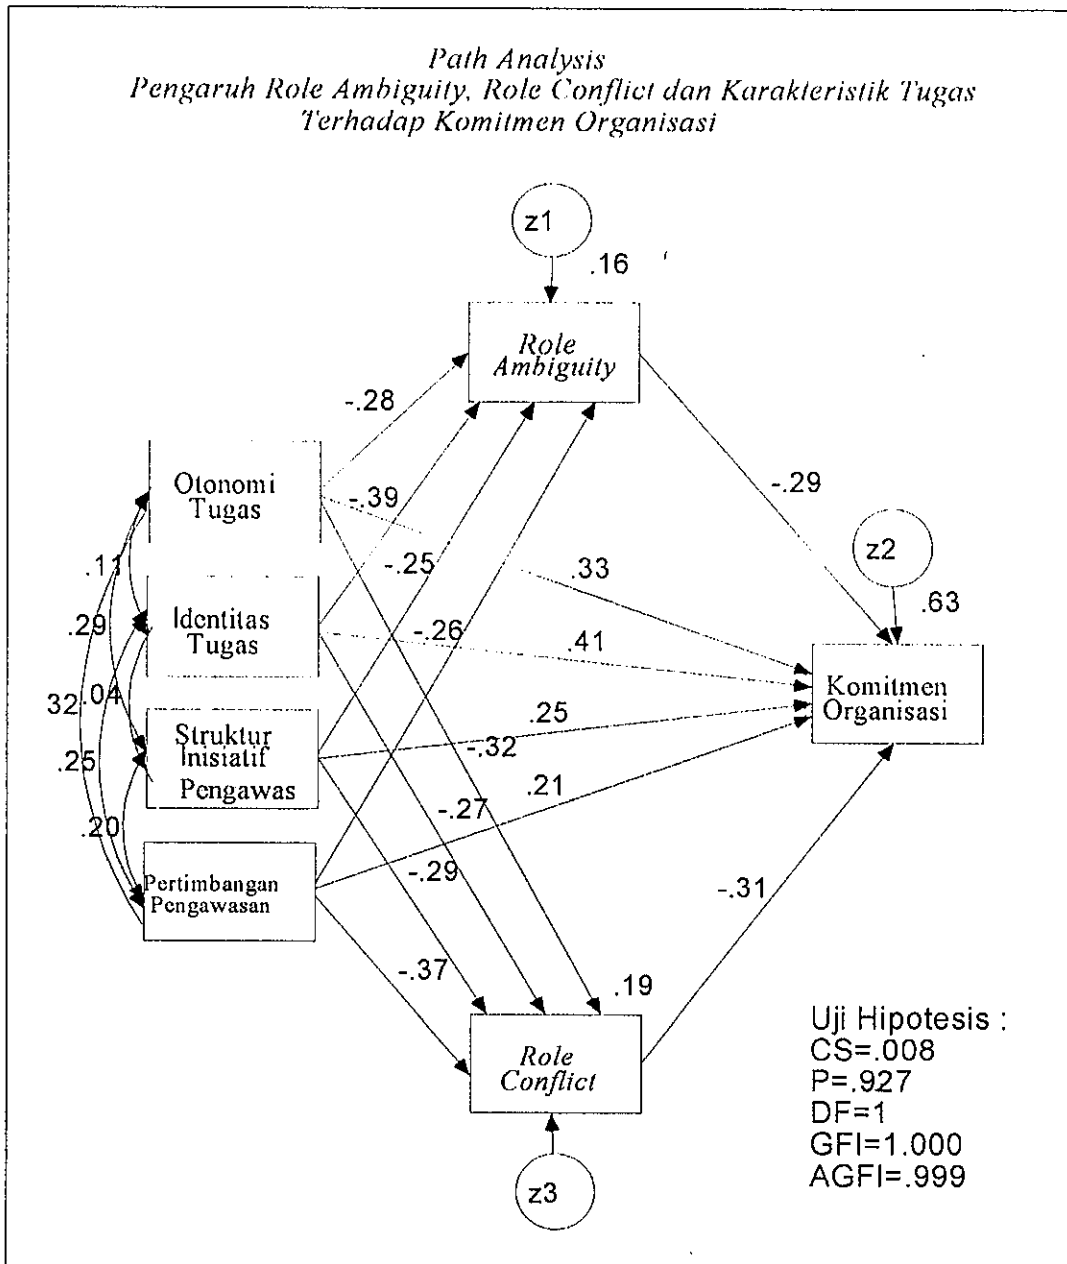 Path Analysis
Pengaruh Role Ambiguity, Role Conflict dan Karakteristik Tugas
Terhadap Komitmen Organisasi
z1
.16
Role
Ambiguity
-.28
Otonomi
Tugas
-.39
-.29
z2
.11
-.25
.33
.63
Identitas
Tugas
.29
-.26
.41
Komitmen
Organisasi
32
.04
Struktur
Inisiatif
Pengawas
.25
-.32
.25
.21
-.27
.20
Pertimbangan
Pengawasan
-.29
-.31
-.37
.19
Role
Conflict
Uji Hipotesis :
CS=.008
P=.927
DF=1
GFI=1.000
AGFI=.999
z3